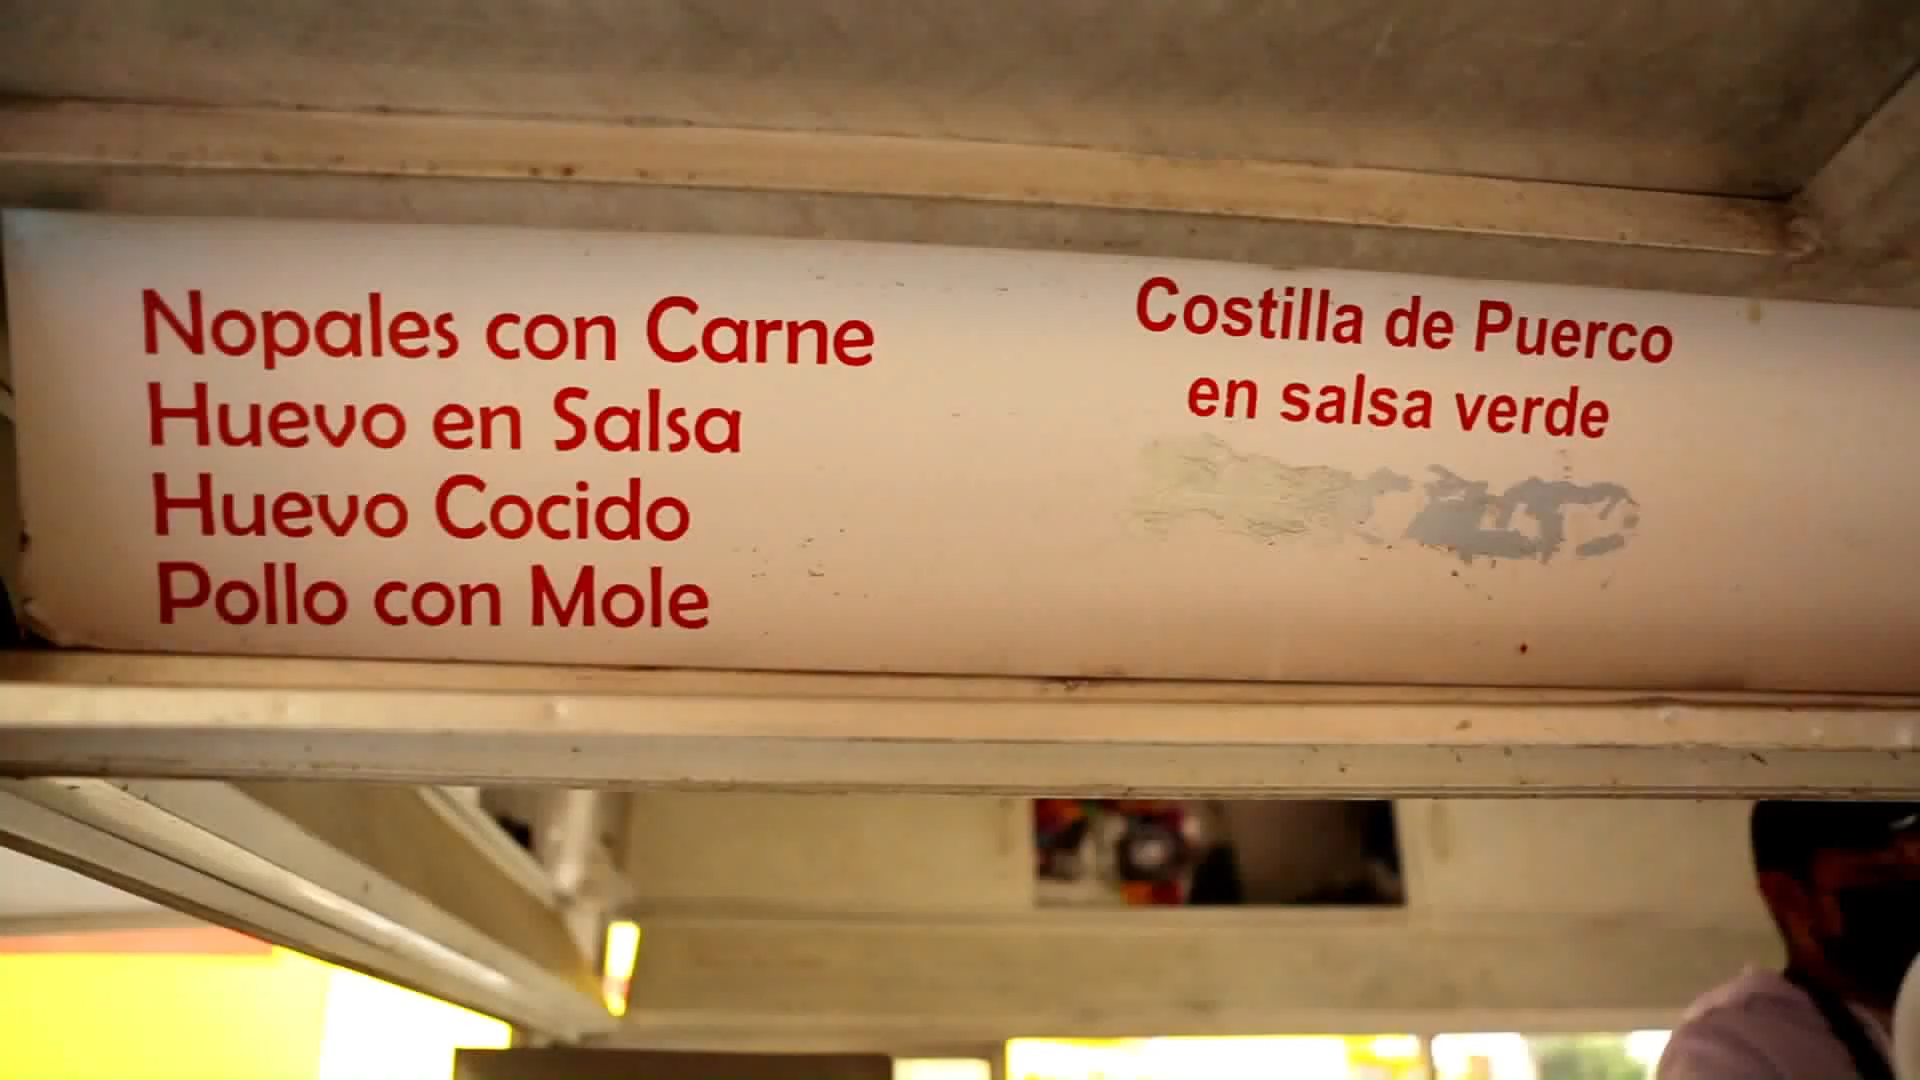 Nopales con Carne
Huevo en Salsa
Huevo Cocido
Pollo con Mole
Costilla de Puerco
en salsa verde